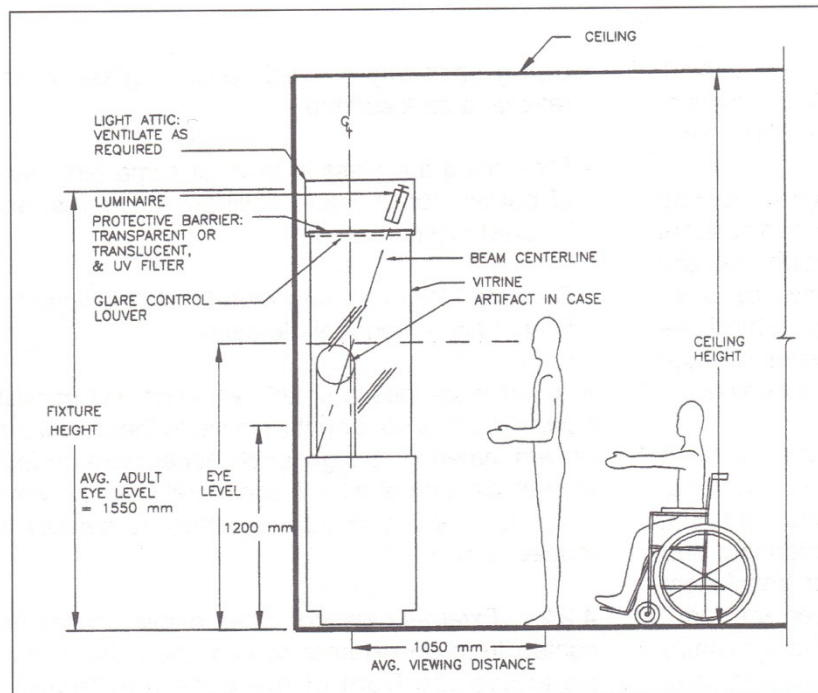 CEILING
LIGHT ATTIC:
VENTILATE AS
REQUIRED
LUMINAIRE
PROTECTIVE BARRIER:
TRANSPARENT OR
TRANSLUCENT,
& UV FILTER
GLARE CONTROL
LOUVER
BEAM CENTERLINE
VITRINE
ARTIFACT IN CASE
CEILING
HEIGHT
FIXTURE
HEIGHT
AVG. ADULT
EYE LEVEL
= 1550 mm
EYE
LEVEL
1200 mm
1050 mm
AVG. VIEWING DISTANCE